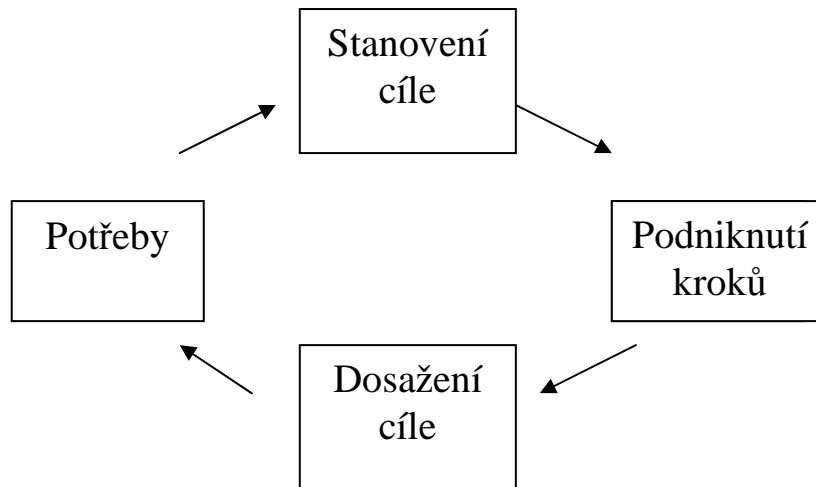 Stanovení
cíle
Potřeby
Podniknutí
kroků
Dosažení
cíle